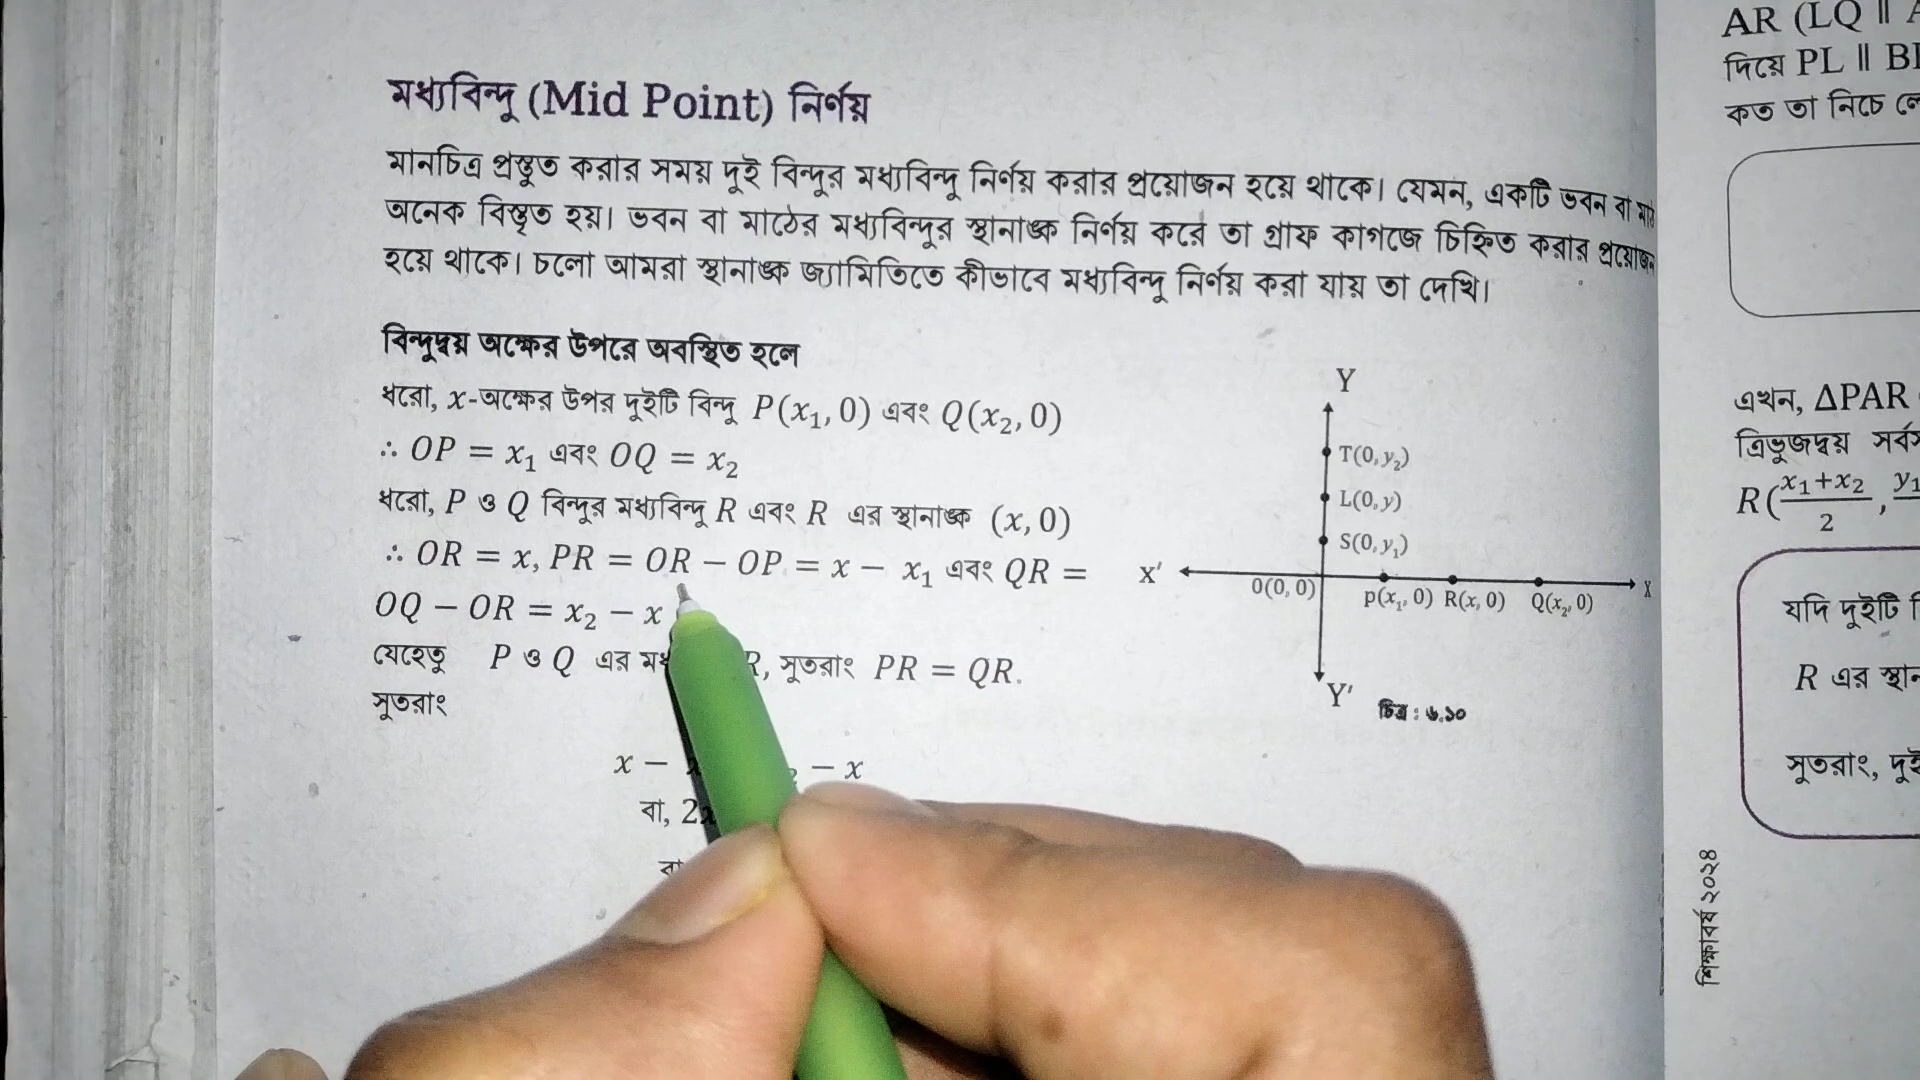 মধ্যবিন্দু (Mid Point) নির্ণয়
মানচিত্র প্রস্তুত করার সময় দুই বিন্দুর মধ্যবিন্দু নির্ণয় করার প্রয়োজন হয়ে থাকে। যেমন, একটি ভবন বা মাঠ
অনেক বিস্তৃত হয়। ভবন বা মাঠের মধ্যবিন্দুর স্থানাঙ্ক নির্ণয় করে তা গ্রাফ কাগজে চিহ্নিত করার প্রয়োজন
হয়ে থাকে। চলো আমরা স্থানাঙ্ক জ্যামিতিতে কীভাবে মধ্যবিন্দু নির্ণয় করা যায় তা দেখি।
বিন্দুদ্বয় অক্ষের উপরে অবস্থিত হলে
ধরো, x-অক্ষের উপর দুইটি বিন্দু P(x₁, 0) এবং Q(x₂, 0)
∴ OP = x₁ এবং OQ = x₂
ধরো, P ও Q বিন্দুর মধ্যবিন্দু R এবং R এর স্থানাঙ্ক (x, 0)
∴ OR = x, PR = OR − OP = x − x₁ এবং QR =
OQ − OR = x₂ − x
যেহেতু P ও Q এর R, সুতরাং PR = QR.
সুতরাং
x − − x
বা, 2x
Y
T(0, y₂)
L(0, y)
S(0, y₁)
X' O(0, 0) P(x₁, 0) R(x, 0) Q(x₂, 0) X
Y'
চিত্র : ৬.১০
AR (LQ ||
দিয়ে PL || B
কত তা নিচে
এখন, ΔPAR
ত্রিভুজদ্বয়
R(x₁+x₂/2, y₁
যদি দুইটি
R এর
সুতরাং,
শিক্ষাবর্ষ ২০২৪